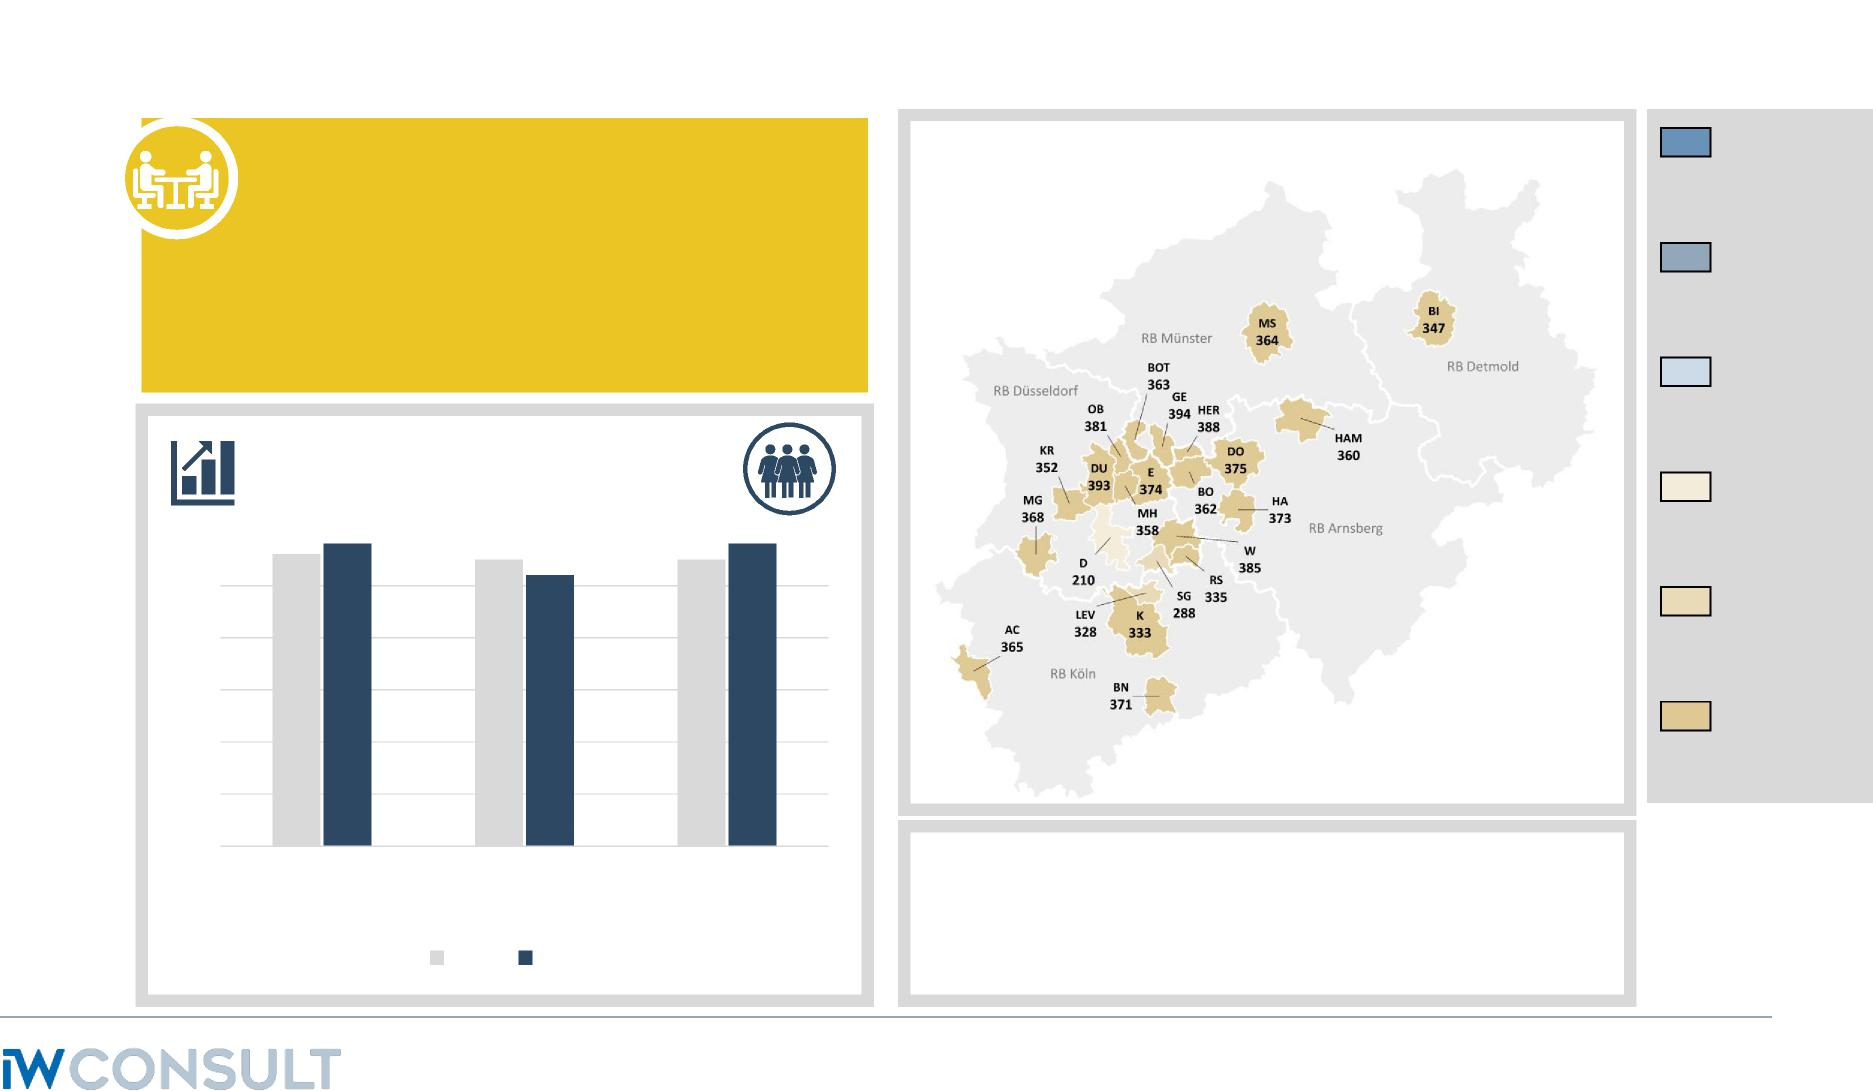 MS
364
BI
347
RB Münster
RB Detmold
BOT
363
RB Düsseldorf
GE
394
OB
381
HER
388
HAM
360
KR
352
DO
375
DU
393
E
374
MG
368
BO
362
HA
373
MH
358
RB Arnsberg
W
385
D
210
RS
335
SG
288
LEV
328
K
333
AC
365
RB Köln
BN
371
iWCONSULT